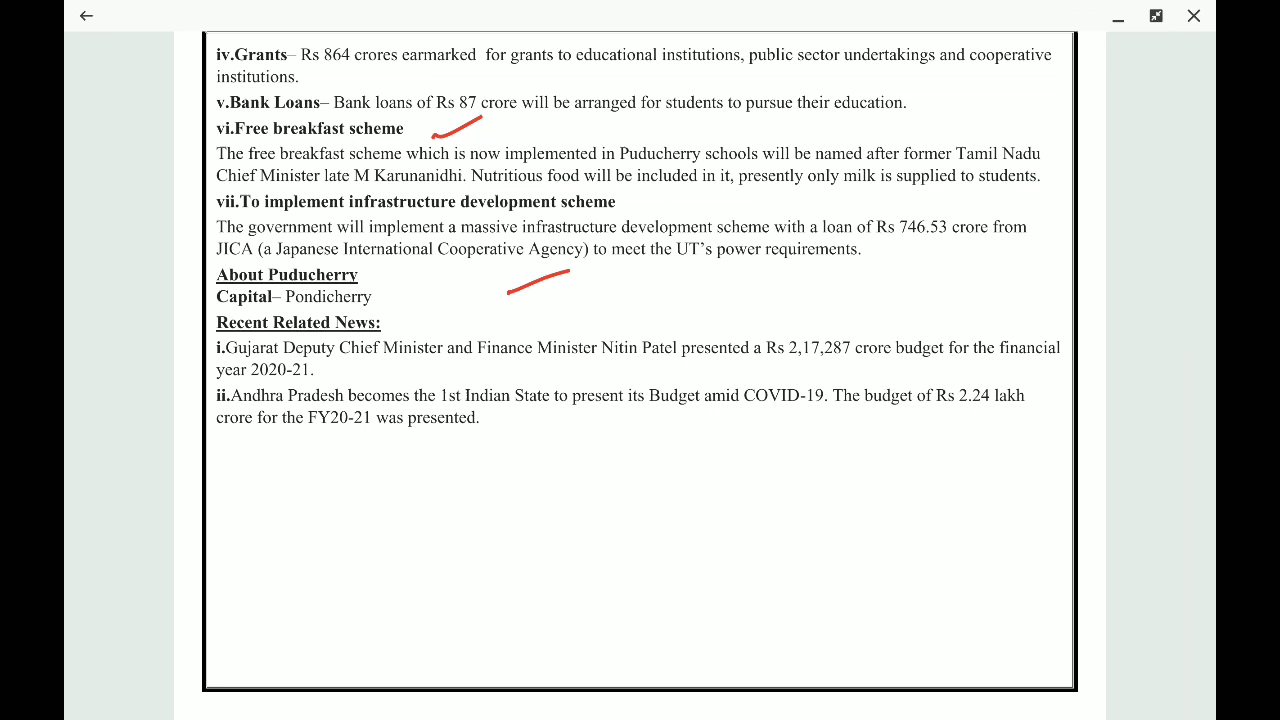 iv.Grants– Rs 864 crores earmarked  for grants to educational institutions, public sector undertakings and cooperative
institutions.
v.Bank Loans– Bank loans of Rs 87 crore will be arranged for students to pursue their education.
vi.Free breakfast scheme
The free breakfast scheme which is now implemented in Puducherry schools will be named after former Tamil Nadu
Chief Minister late M Karunanidhi. Nutritious food will be included in it, presently only milk is supplied to students.
vii.To implement infrastructure development scheme
The government will implement a massive infrastructure development scheme with a loan of Rs 746.53 crore from
JICA (a Japanese International Cooperative Agency) to meet the UT’s power requirements.
About Puducherry
Capital– Pondicherry
Recent Related News:
i.Gujarat Deputy Chief Minister and Finance Minister Nitin Patel presented a Rs 2,17,287 crore budget for the financial
year 2020-21.
ii.Andhra Pradesh becomes the 1st Indian State to present its Budget amid COVID-19. The budget of Rs 2.24 lakh
crore for the FY20-21 was presented.